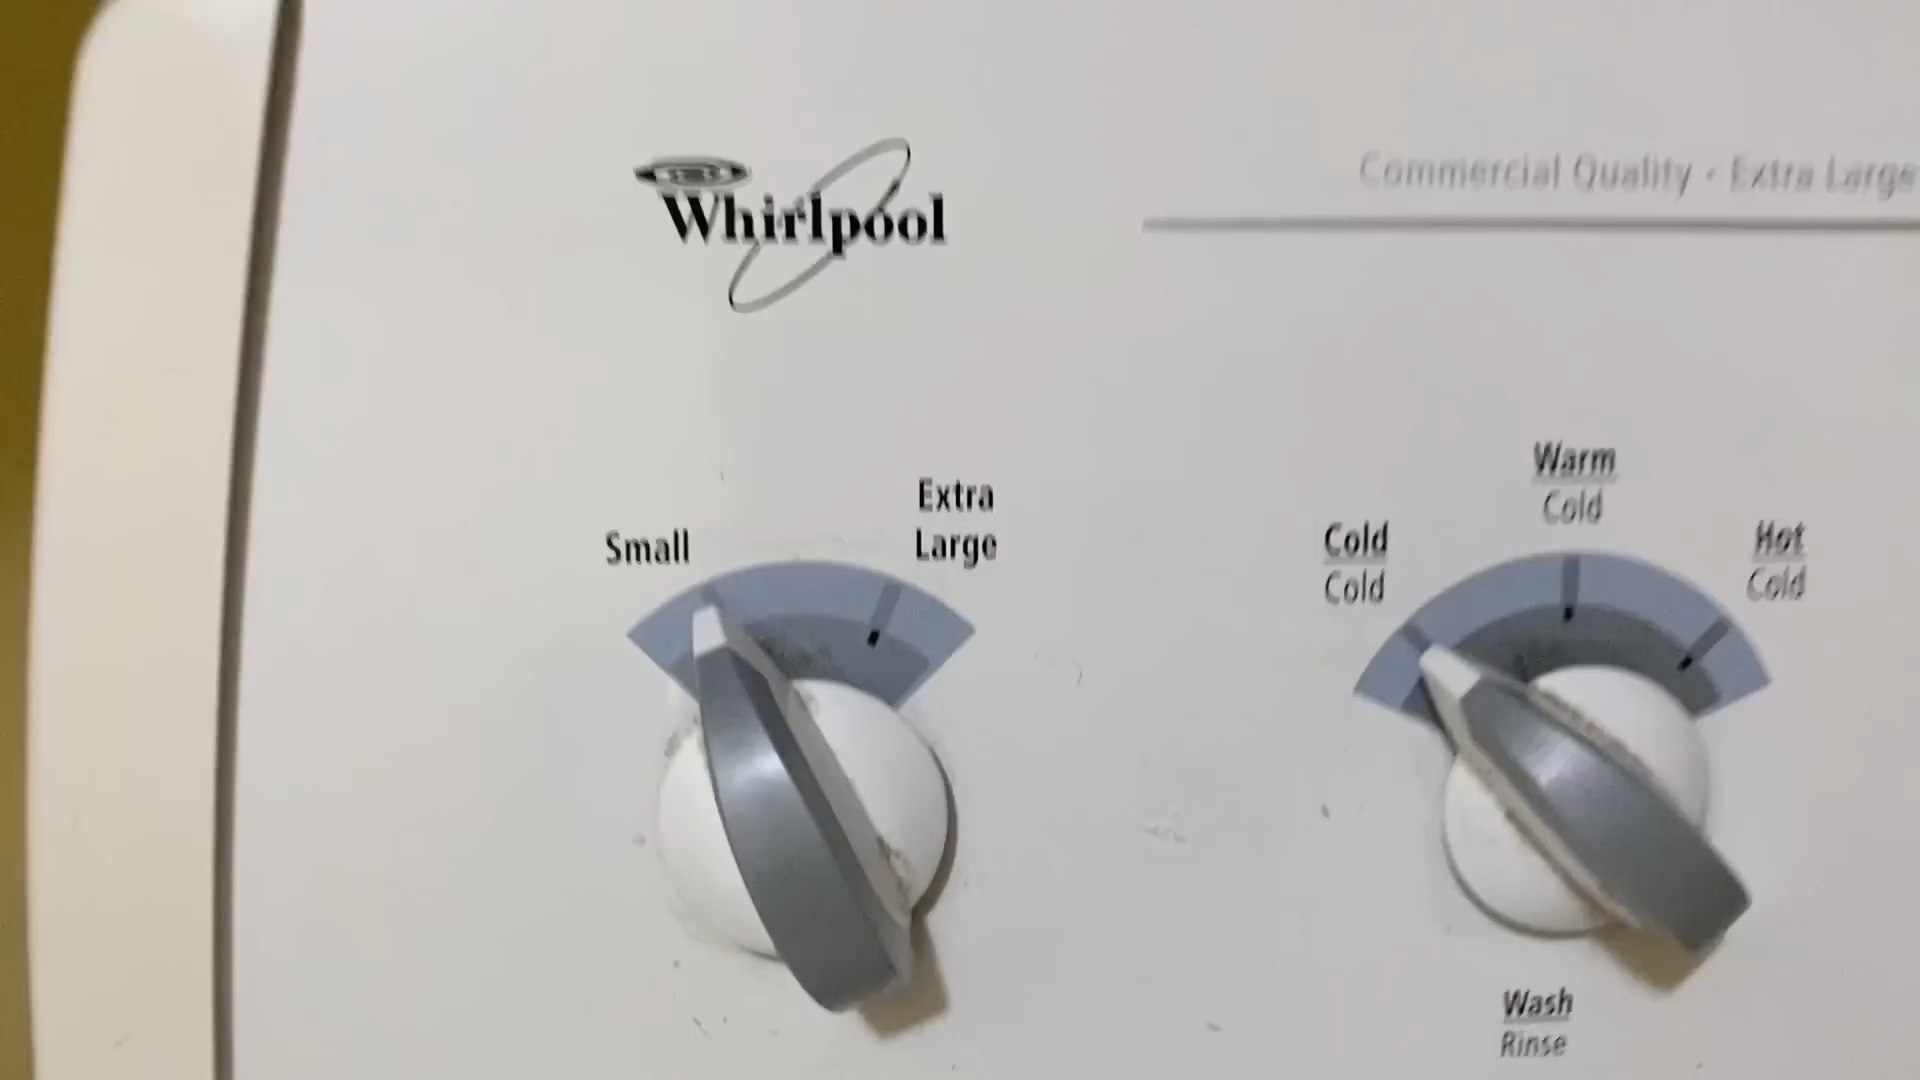 Whirlpool
Commercial Quality · Extra Large
Small
Extra
Large
Cold
Cold
Warm
Cold
Hot
Cold
Wash
Rinse